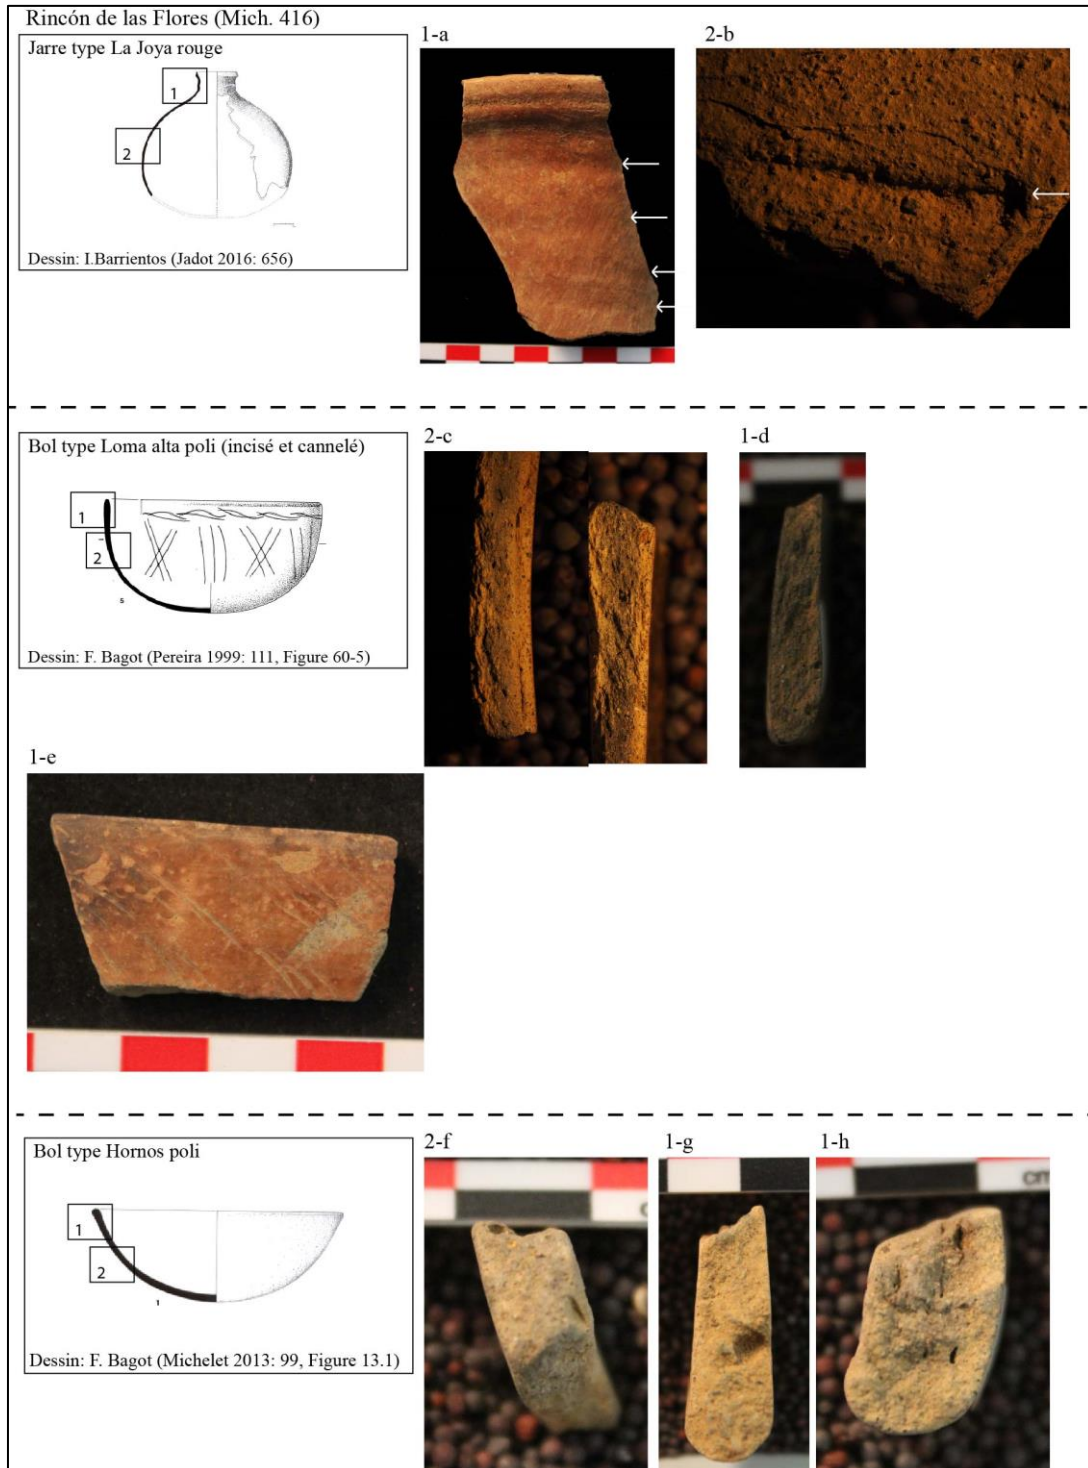 Rincón de las Flores (Mich. 416)
Jarre type La Joya rouge
1
2
Dessin: I.Barrientos (Jadot 2016: 656)
1-a
2-b
Bol type Loma alta poli (incisé et cannelé)
1
2
s
Dessin: F. Bagot (Pereira 1999: 111, Figure 60-5)
2-c
1-d
1-e
Bol type Hornos poli
1
2
1
Dessin: F. Bagot (Michelet 2013: 99, Figure 13.1)
2-f
1-g
1-h
cm